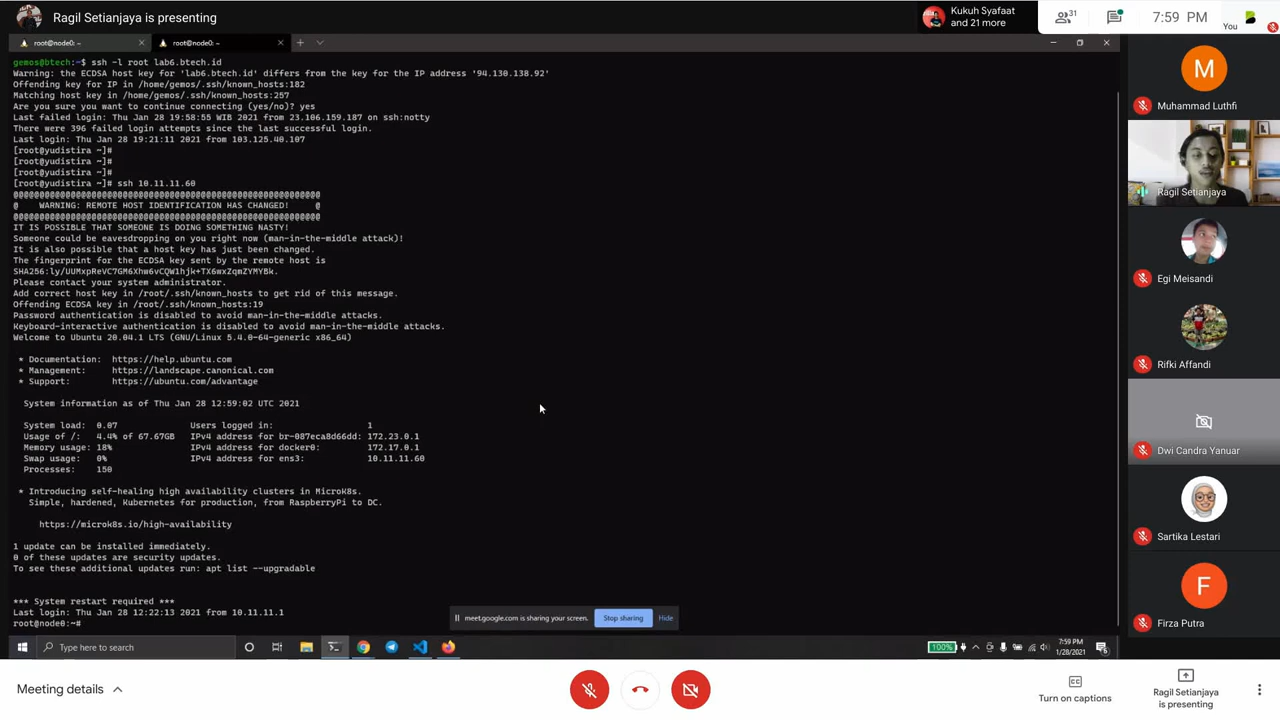 Ragil Setianjaya is presenting
Kukuh Syafaat
and 21 more
31
7:59 PM
You
root@node0: ~
root@node0: ~
gemos@btech:~$ ssh -l root lab6.btech.id
Warning: the ECDSA host key for 'lab6.btech.id' differs from the key for the IP address '94.130.138.92'
Offending key for IP in /home/gemos/.ssh/known_hosts:182
Matching host key in /home/gemos/.ssh/known_hosts:257
Are you sure you want to continue connecting (yes/no)? yes
Last failed login: Thu Jan 28 19:58:55 WIB 2021 from 23.106.159.187 on ssh:notty
There were 396 failed login attempts since the last successful login.
Last login: Thu Jan 28 19:21:11 2021 from 103.125.40.107
[root@yudistira ~]#
[root@yudistira ~]#
[root@yudistira ~]#
[root@yudistira ~]# ssh 10.11.11.60
@@@@@@@@@@@@@@@@@@@@@@@@@@@@@@@@@@@@@@@@@@@@@@@@@@@@@@@@@@@
@    WARNING: REMOTE HOST IDENTIFICATION HAS CHANGED!     @
@@@@@@@@@@@@@@@@@@@@@@@@@@@@@@@@@@@@@@@@@@@@@@@@@@@@@@@@@@@
IT IS POSSIBLE THAT SOMEONE IS DOING SOMETHING NASTY!
Someone could be eavesdropping on you right now (man-in-the-middle attack)!
It is also possible that a host key has just been changed.
The fingerprint for the ECDSA key sent by the remote host is
SHA256:ly/UUMxpReVC7GM6Xhw6vCQW1hjk+TX6wxZqmZYMYBk.
Please contact your system administrator.
Add correct host key in /root/.ssh/known_hosts to get rid of this message.
Offending ECDSA key in /root/.ssh/known_hosts:19
Password authentication is disabled to avoid man-in-the-middle attacks.
Keyboard-interactive authentication is disabled to avoid man-in-the-middle attacks.
Welcome to Ubuntu 20.04.1 LTS (GNU/Linux 5.4.0-64-generic x86_64)
* Documentation: https://help.ubuntu.com
* Management: https://landscape.canonical.com
* Support: https://ubuntu.com/advantage
System information as of Thu Jan 28 12:59:02 UTC 2021
System load: 0.07 Users logged in: 1
Usage of /: 4.4% of 67.67GB IPv4 address for br-087eca8d66dd: 172.23.0.1
Memory usage: 18% IPv4 address for docker0: 172.17.0.1
Swap usage: 0% IPv4 address for ens3: 10.11.11.60
Processes: 150
* Introducing self-healing high availability clusters in MicroK8s.
Simple, hardened, Kubernetes for production, from RaspberryPi to DC.
https://microk8s.io/high-availability
1 update can be installed immediately.
0 of these updates are security updates.
To see these additional updates run: apt list --upgradable
*** System restart required ***
Last login: Thu Jan 28 12:22:13 2021 from 10.11.11.1
root@node0:~#
meet.google.com is sharing your screen.
Stop sharing
Hide
Type here to search
100%
7:59 PM
1/28/2021
M
Muhammad Luthfi
Ragil Setianjaya
Egi Meisandi
Rifki Affandi
Dwi Candra Yanuar
Sartika Lestari
F
Firza Putra
Meeting details
Turn on captions
Ragil Setianjaya
is presenting